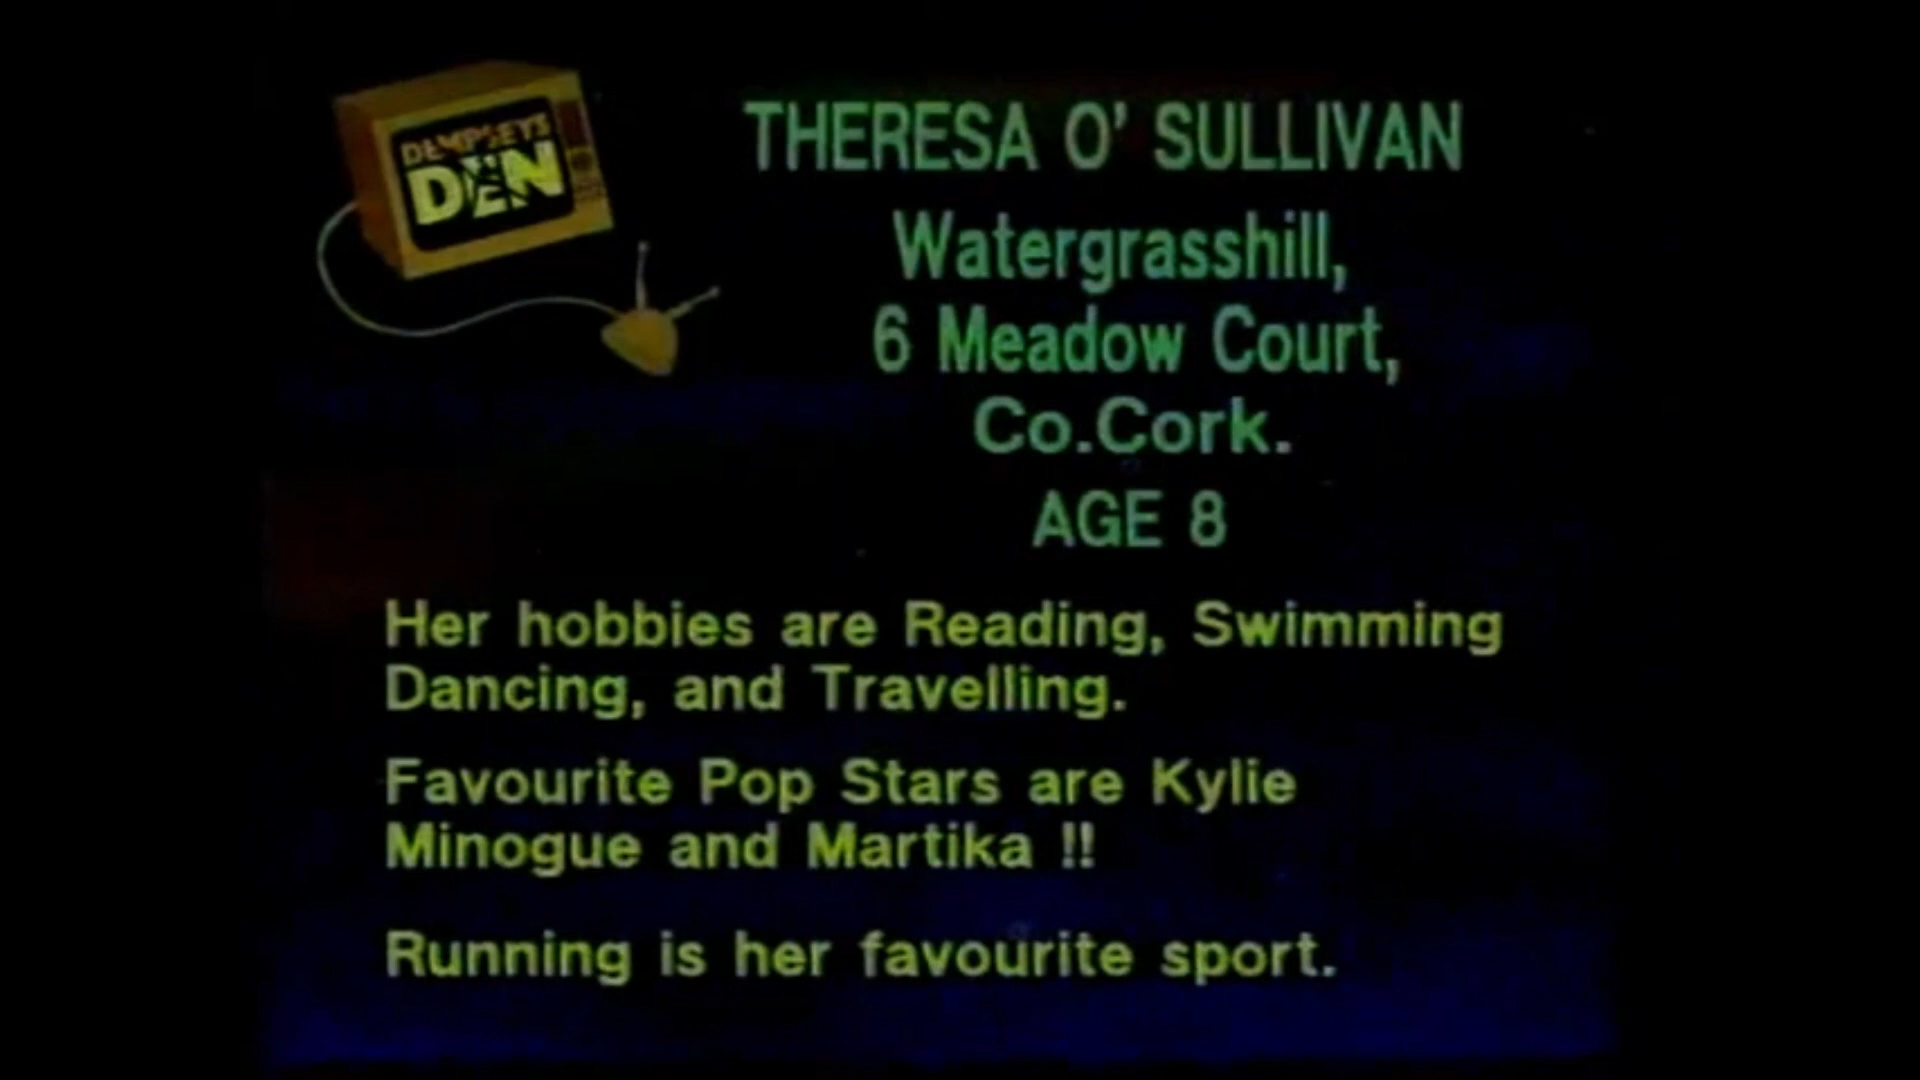 DEMPSEY'S
DEN
THERESA O' SULLIVAN
Watergrasshill,
6 Meadow Court,
Co.Cork.
AGE 8
Her hobbies are Reading, Swimming
Dancing, and Travelling.
Favourite Pop Stars are Kylie
Minogue and Martika !!
Running is her favourite sport.